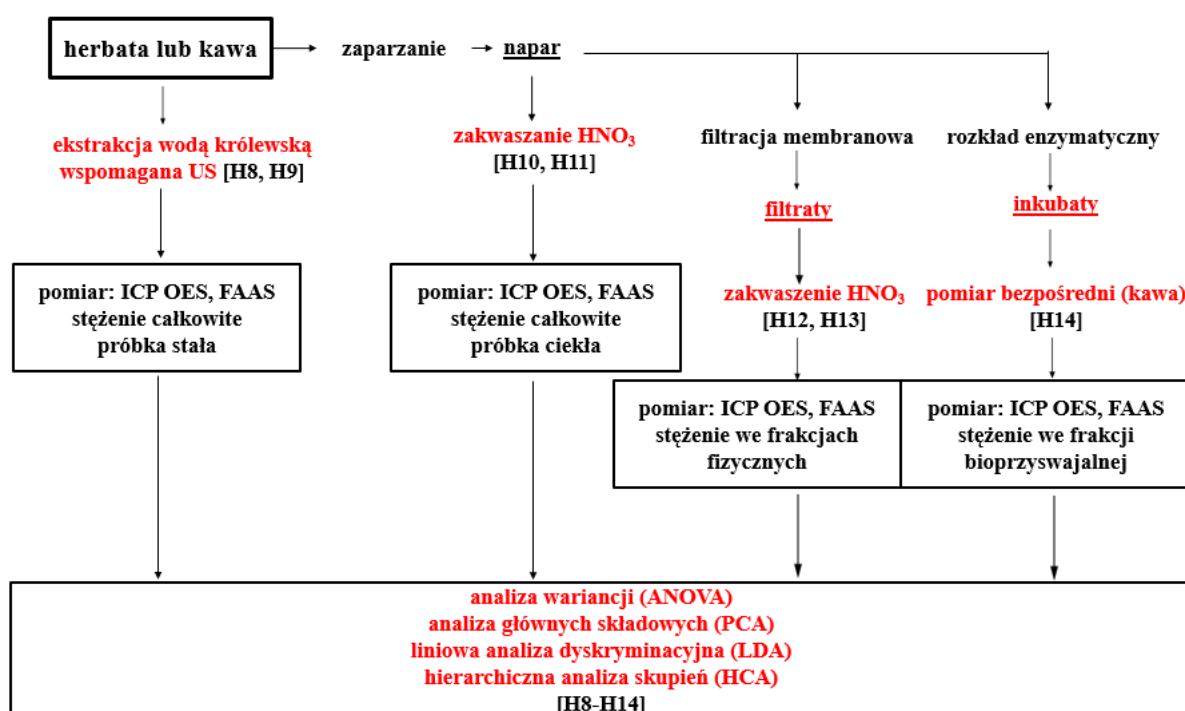 herbata lub kawa
zaparzanie
napar
ekstrakcja wodą królewską
wspomagana US [H8, H9]
zakwaszanie HNO₃
[H10, H11]
filtracja membranowa
rozkład enzymatyczny
filtraty
inkubaty
pomiar: ICP OES, FAAS
stężenie całkowite
próbka stała
pomiar: ICP OES, FAAS
stężenie całkowite
próbka ciekła
zakwaszenie HNO₃
[H12, H13]
pomiar bezpośredni (kawa)
[H14]
pomiar: ICP OES, FAAS
stężenie we frakcjach
fizycznych
pomiar: ICP OES, FAAS
stężenie we frakcji
bioprzyswajalnej
analiza wariancji (ANOVA)
analiza głównych składowych (PCA)
liniowa analiza dyskryminacyjna (LDA)
hierarchiczna analiza skupień (HCA)
[H8-H14]